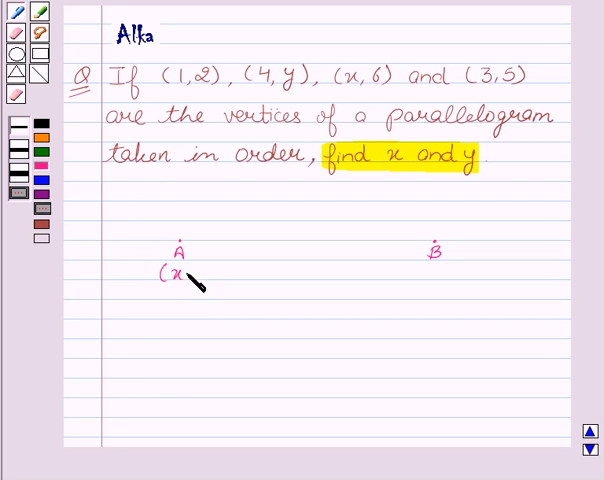 Alka
Q If (1,2), (4,y), (x,6) and (3,5)
are the vertices of a parallelogram
taken in order, find x and y.
A B
(x